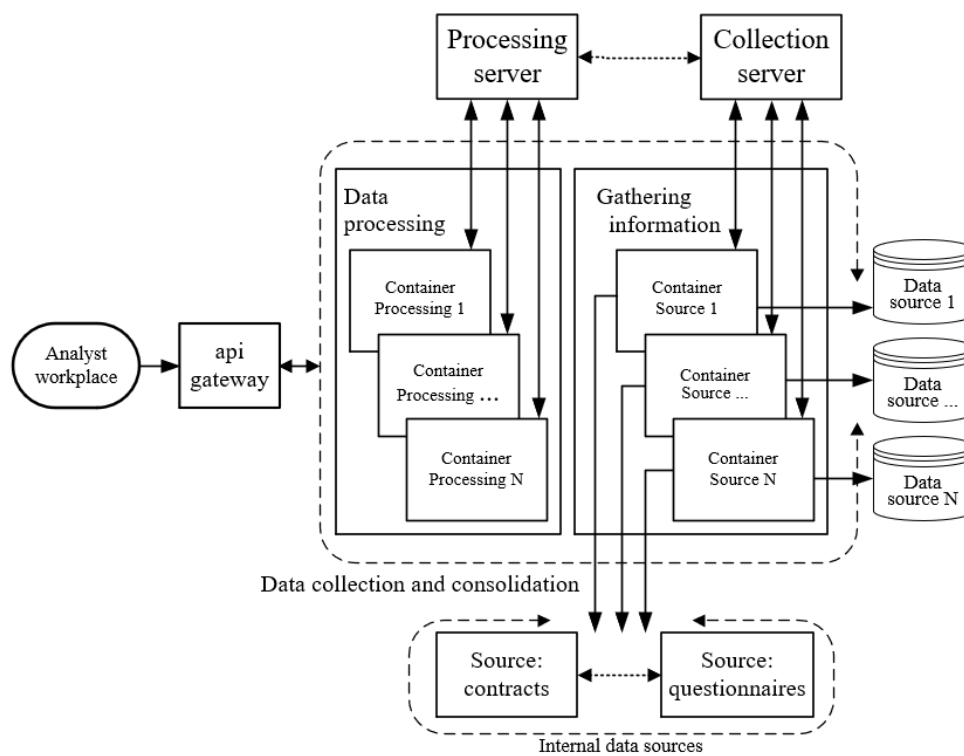 Processing
server
Collection
server
Data
processing
Gathering
information
Container
Processing 1
Container
Source 1
Data
source 1
Analyst
workplace
api
gateway
Container
Processing ...
Container
Source ...
Data
source ...
Container
Processing N
Container
Source N
Data
source N
Data collection and consolidation
Source:
contracts
Source:
questionnaires
Internal data sources